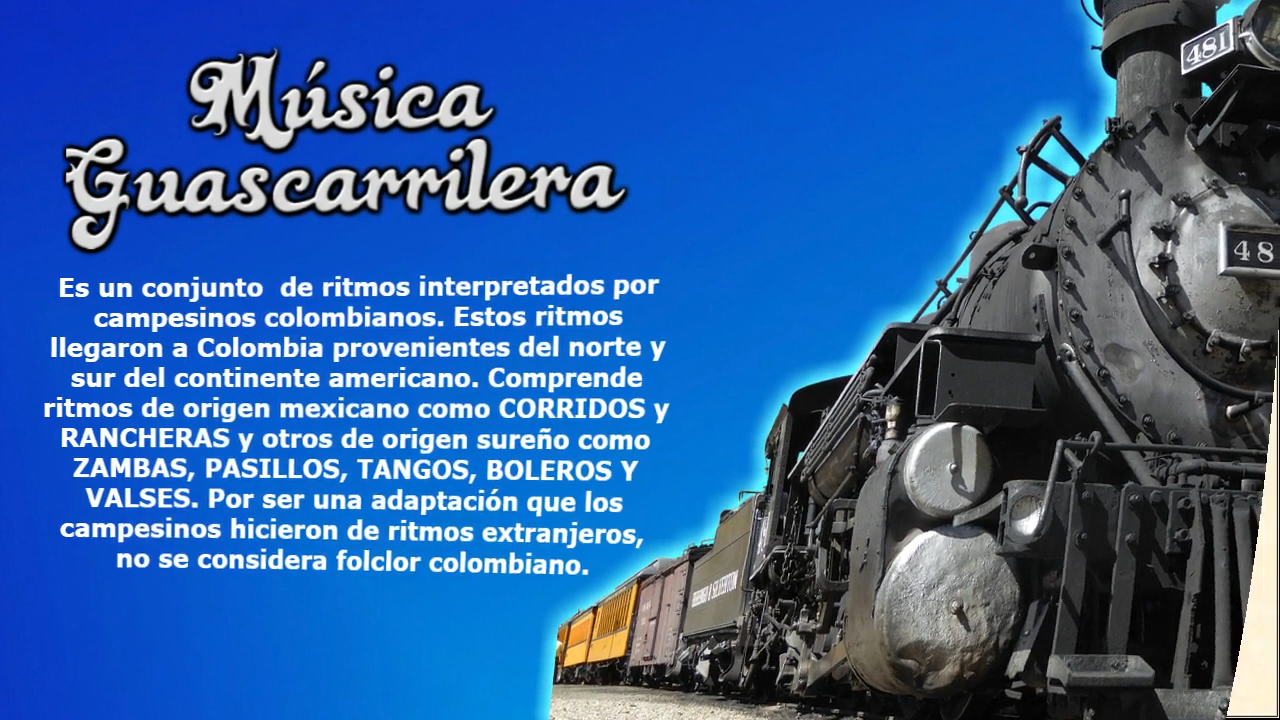 Música
Guascarrilera
Es un conjunto  de ritmos interpretados por
campesinos colombianos. Estos ritmos
llegaron a Colombia provenientes del norte y
sur del continente americano. Comprende
ritmos de origen mexicano como CORRIDOS y
RANCHERAS y otros de origen sureño como
ZAMBAS, PASILLOS, TANGOS, BOLEROS Y
VALSES. Por ser una adaptación que los
campesinos hicieron de ritmos extranjeros,
no se considera folclor colombiano.
481
48
& SILVERTON